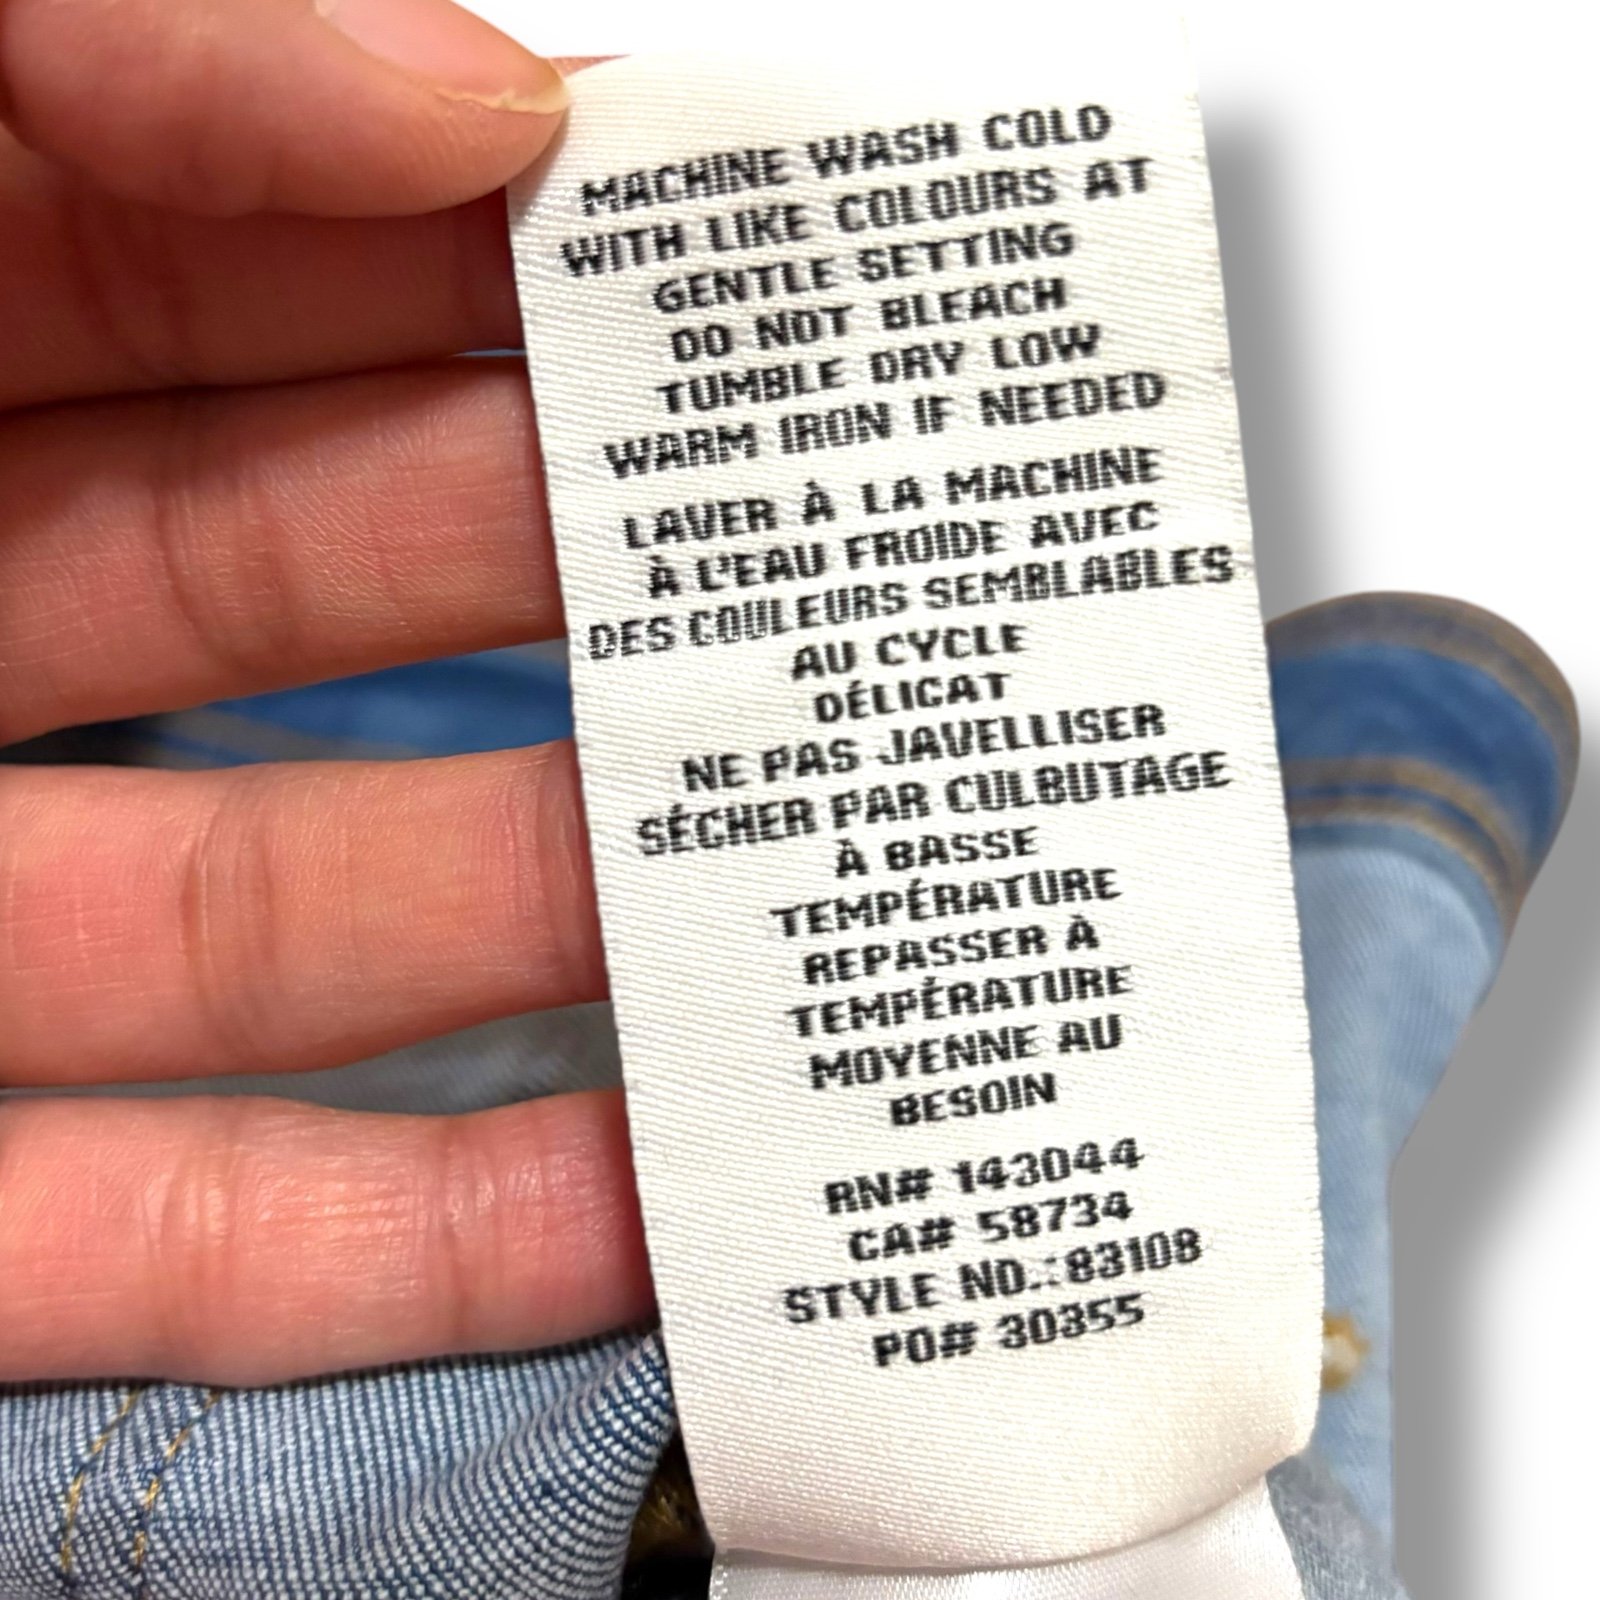 MACHINE WASH COLD
WITH LIKE COLOURS AT
GENTLE SETTING
DO NOT BLEACH
TUMBLE DRY LOW
WARM IRON IF NEEDED
LAVER À LA MACHINE
À L'EAU FROIDE AVEC
DES COULEURS SEMBLABLES
AU CYCLE
DÉLICAT
NE PAS JAVELLISER
SÉCHER PAR CULBUTAGE
À BASSE
TEMPÉRATURE
REPASSER À
TEMPÉRATURE
MOYENNE AU
BESOIN
RN# 143044
CA# 58734
STYLE NO.:83108
PO# 30355